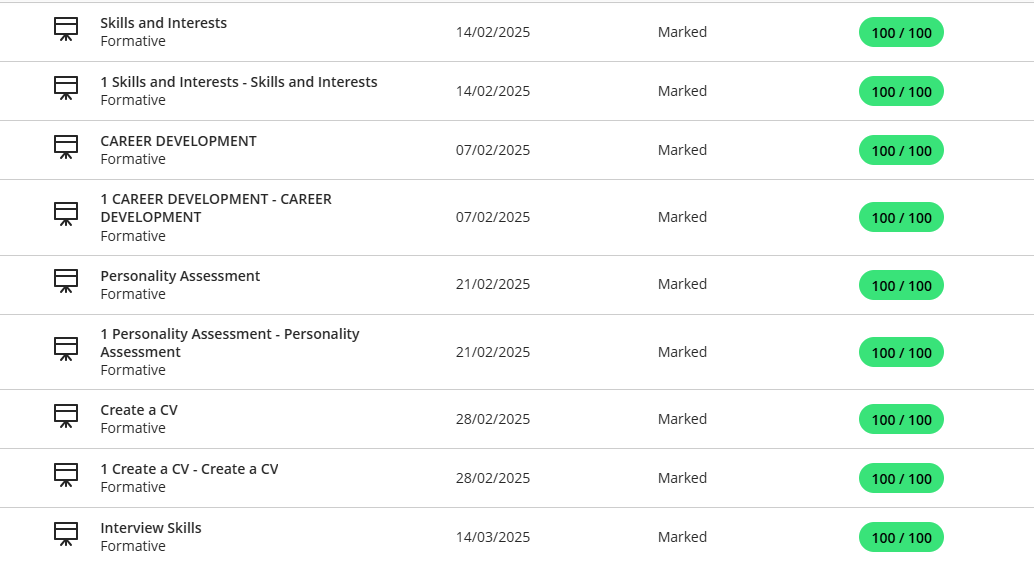 Skills and Interests
Formative
14/02/2025
Marked
100 / 100
1 Skills and Interests - Skills and Interests
Formative
14/02/2025
Marked
100 / 100
CAREER DEVELOPMENT
Formative
07/02/2025
Marked
100 / 100
1 CAREER DEVELOPMENT - CAREER
DEVELOPMENT
Formative
07/02/2025
Marked
100 / 100
Personality Assessment
Formative
21/02/2025
Marked
100 / 100
1 Personality Assessment - Personality
Assessment
Formative
21/02/2025
Marked
100 / 100
Create a CV
Formative
28/02/2025
Marked
100 / 100
1 Create a CV - Create a CV
Formative
28/02/2025
Marked
100 / 100
Interview Skills
Formative
14/03/2025
Marked
100 / 100